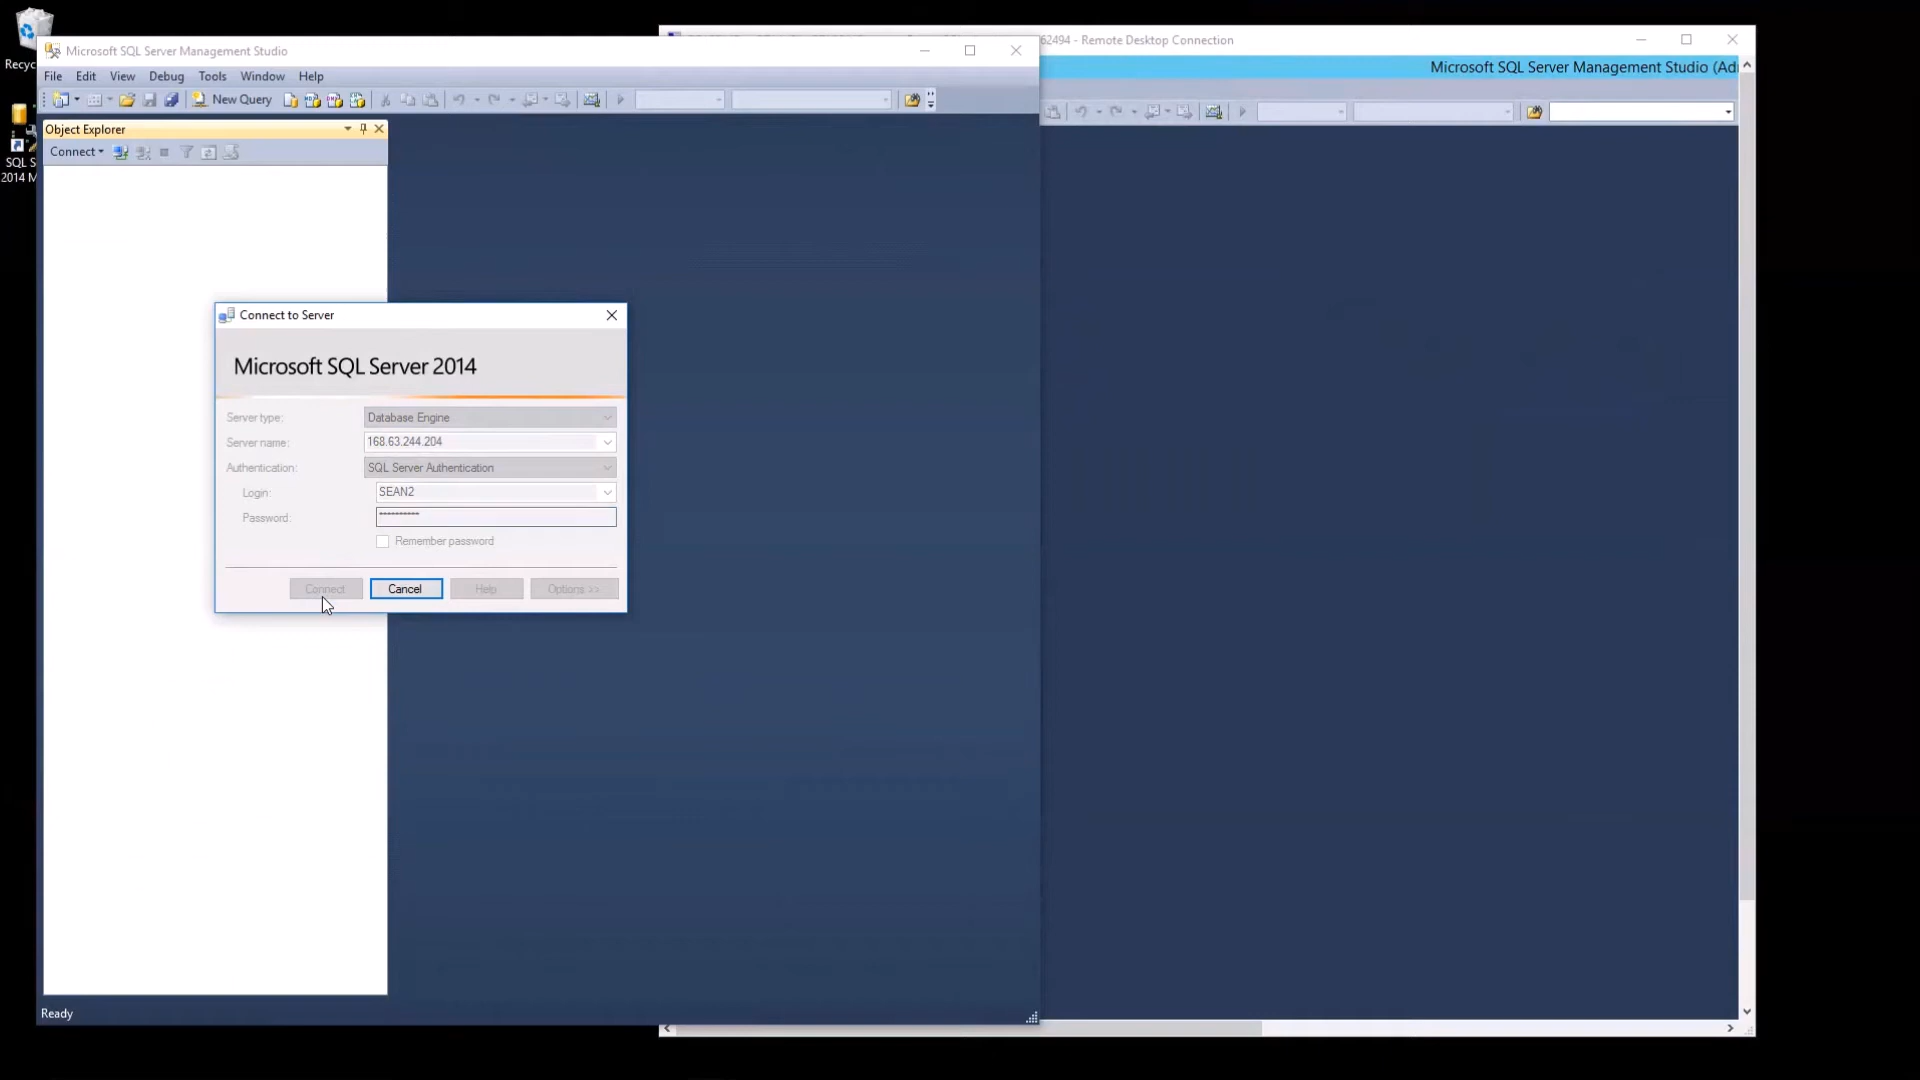 Recyc
SQL S
2014 M
Microsoft SQL Server Management Studio
File Edit View Debug Tools Window Help
New Query
Object Explorer
Connect
62494 - Remote Desktop Connection
Microsoft SQL Server Management Studio (Ad
Connect to Server
Microsoft SQL Server 2014
Server type: Database Engine
Server name: 168.63.244.204
Authentication: SQL Server Authentication
Login: SEAN2
Password: **********
Remember password
Connect Cancel Help Options >>
Ready